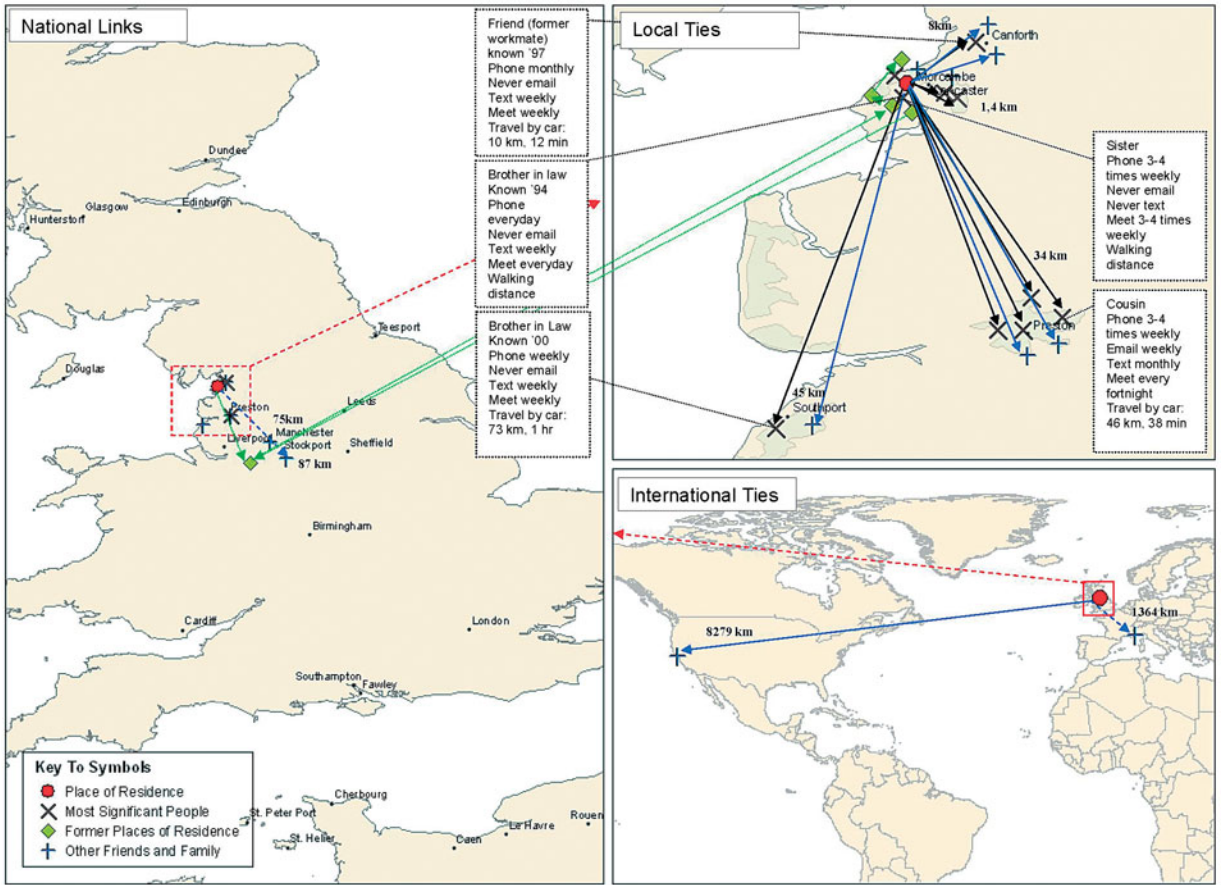 National Links
Friend (former
workmate)
known `97
Phone monthly
Never email
Text weekly
Meet weekly
Travel by car:
10 km, 12 min
Brother in law
Known `94
Phone
everyday
Never email
Text weekly
Meet everyday
Walking
distance
Brother in Law
Known `00
Phone weekly
Never email
Text weekly
Meet weekly
Travel by car:
73 km, 1 hr
Dundee
Glasgow
Edinburgh
Hunterstorf
Teesport
Douglas
Preston
Leeds
75km
Manchester
Liverpool
Stockport
Sheffield
87 km
Birmingham
Cardiff
London
Southampton
Fawley
Cherbourg
St. Peter Port
St. Helier
Caen
Le Havre
Rouen
Key To Symbols
Place of Residence
Most Significant People
Former Places of Residence
Other Friends and Family
Local Ties
8km
Canforth
Morcambe
Lancaster
1,4 km
34 km
Preston
45 km
Southport
Sister
Phone 3-4
times weekly
Never email
Never text
Meet 3-4 times
weekly
Walking
distance
Cousin
Phone 3-4
times weekly
Email weekly
Text monthly
Meet every
fortnight
Travel by car:
46 km, 38 min
International Ties
8279 km
1364 km